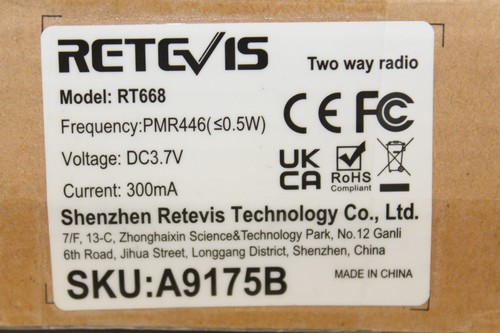 RETEVIS
Two way radio
Model: RT668
Frequency:PMR446(≤0.5W)
Voltage: DC3.7V
Current: 300mA
CE FC
UK
CA
RoHS
Compliant
Shenzhen Retevis Technology Co., Ltd.
7/F, 13-C, Zhonghaixin Science&Technology Park, No.12 Ganli
6th Road, Jihua Street, Longgang District, Shenzhen, China
SKU:A9175B
MADE IN CHINA